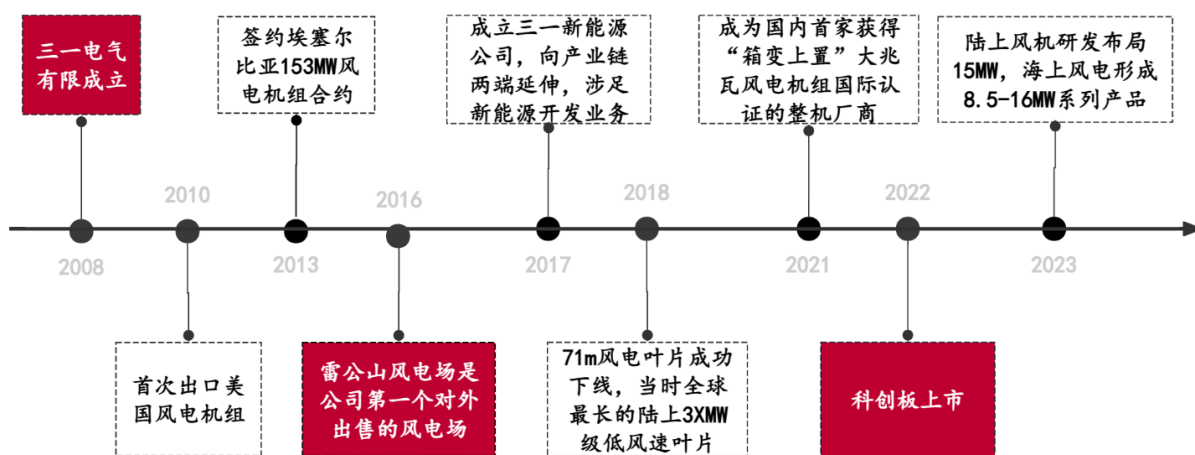 三一电气
有限成立
签约埃塞尔
比亚153MW风
电机组合约
成立三一新能源
公司，向产业链
两端延伸，涉足
新能源开发业务
成为国内首家获得
“箱变上置”大兆
瓦风电机组国际认
证的整机厂商
陆上风机研发布局
15MW，海上风电形成
8.5-16MW系列产品
2010
2016
2018
2022
2008
2013
2017
2021
2023
首次出口美
国风电机组
雷公山风电场是
公司第一个对外
出售的风电场
71m风电叶片成功
下线，当时全球
最长的陆上3XMW
级低风速叶片
科创板上市